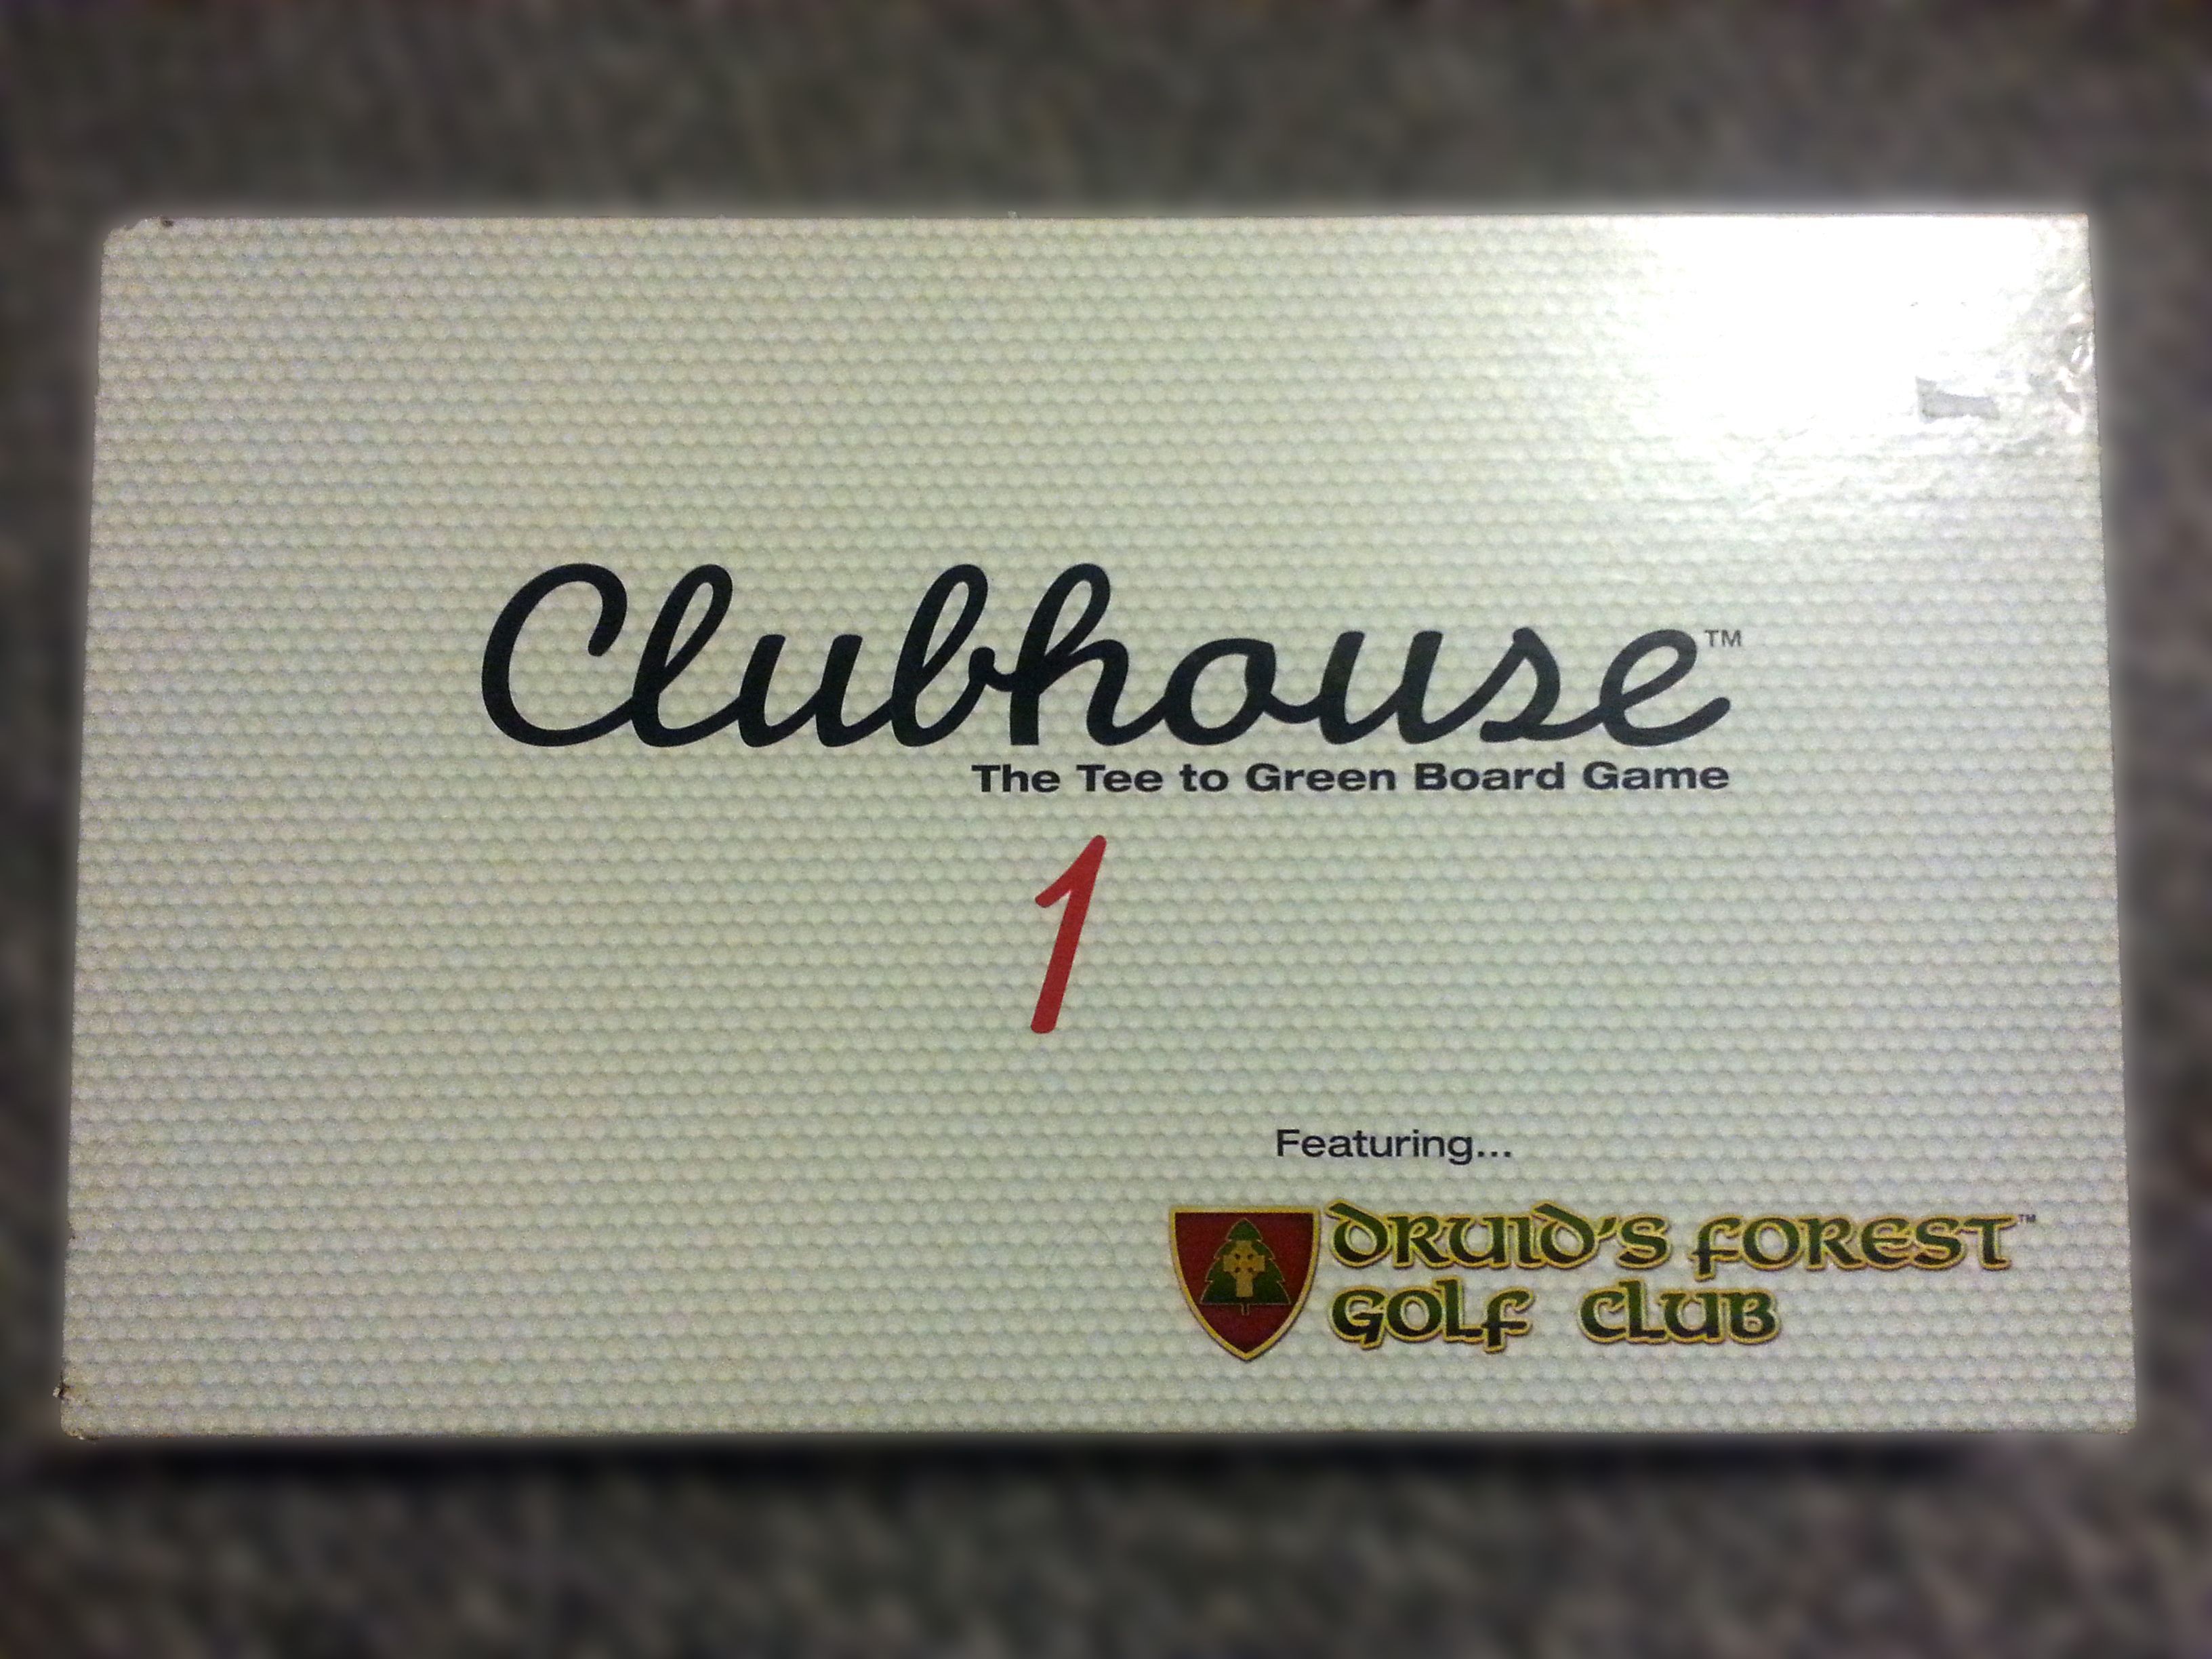 Clubhouse™
The Tee to Green Board Game
1
Featuring...
DRUID'S FOREST™
GOLF CLUB